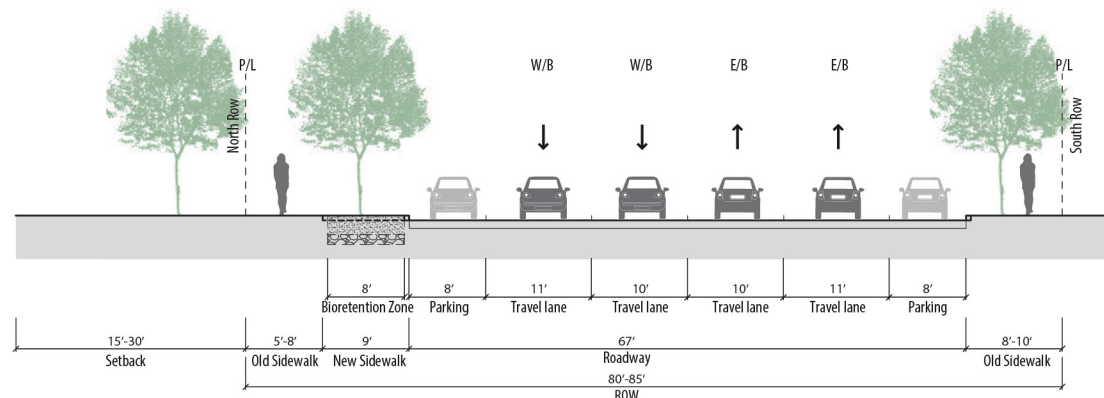 P/L
W/B
W/B
E/B
E/B
P/L
North Row
South Row
8'
8'
11'
10'
10'
11'
8'
Bioretention Zone
Parking
Travel lane
Travel lane
Travel lane
Travel lane
Parking
15'-30'
5'-8'
9'
67'
8'-10'
Setback
Old Sidewalk
New Sidewalk
Roadway
Old Sidewalk
80'-85'
ROW